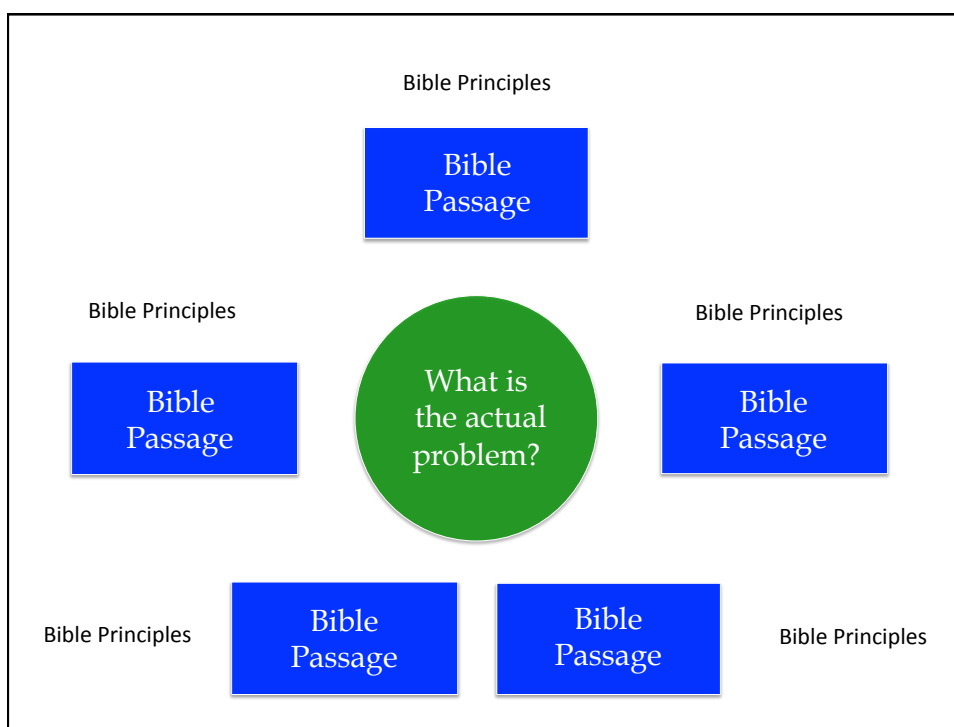 Bible Principles
Bible
Passage
Bible Principles
Bible Principles
Bible
Passage
What is
the actual
problem?
Bible
Passage
Bible Principles
Bible
Passage
Bible
Passage
Bible Principles